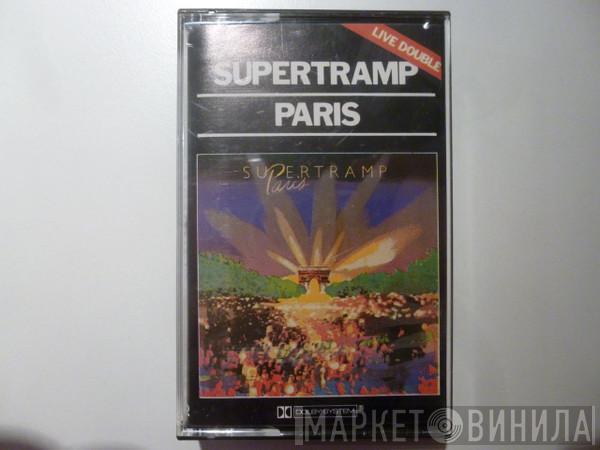 LIVE DOUBLE
SUPERTRAMP
PARIS
SUPERTRAMP
Paris
DOLBY SYSTEM
МАРКЕТ ВИНИЛА